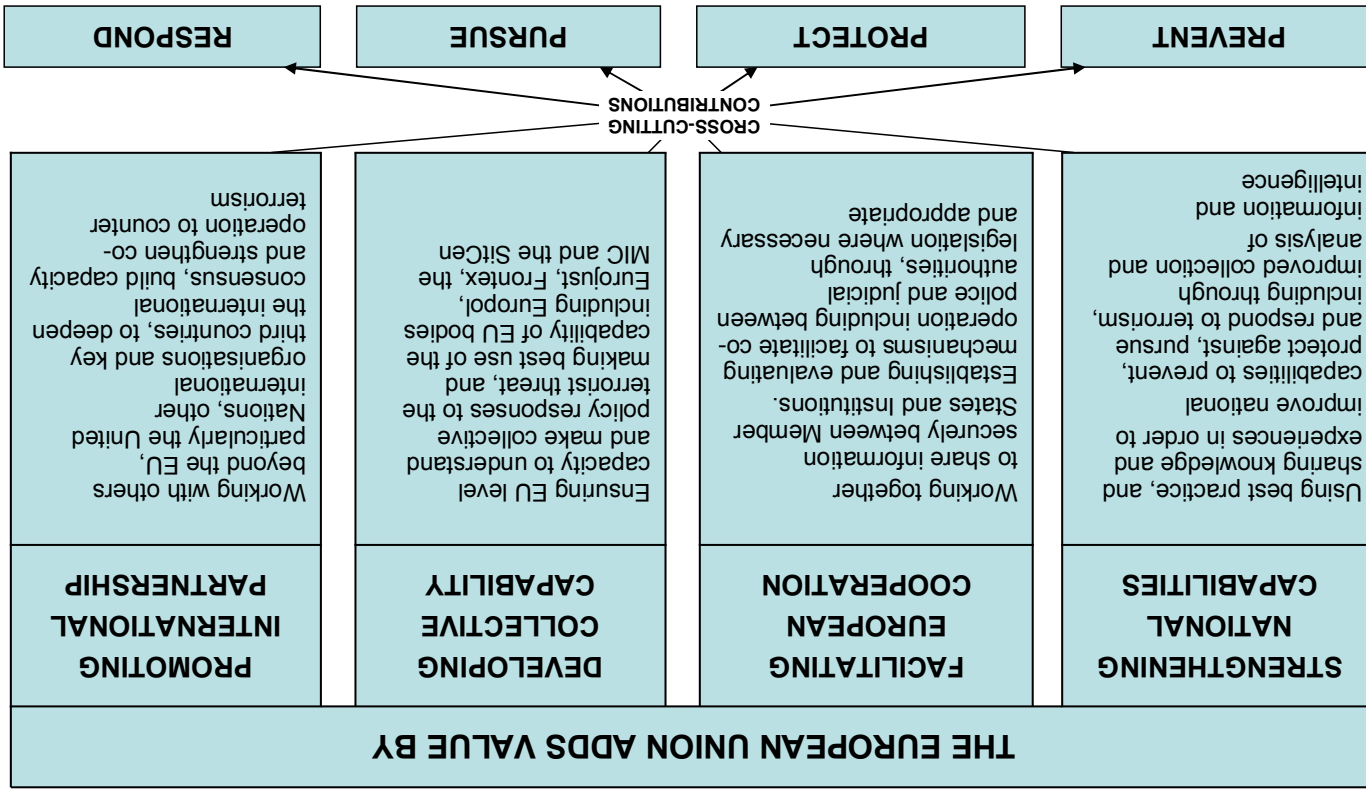 THE EUROPEAN UNION ADDS VALUE BY
STRENGTHENING
NATIONAL
CAPABILITIES
Using best practice, and
sharing knowledge and
experiences in order to
improve national
capabilities to prevent,
protect against, pursue
and respond to terrorism,
including through
improved collection and
analysis of
information and
intelligence
FACILITATING
EUROPEAN
COOPERATION
Working together
to share information
securely between Member
States and Institutions.
Establishing and evaluating
mechanisms to facilitate co-
operation including between
police and judicial
authorities, through
legislation where necessary
and appropriate
DEVELOPING
COLLECTIVE
CAPABILITY
Ensuring EU level
capacity to understand
and make collective
policy responses to the
terrorist threat, and
making best use of the
capability of EU bodies
including Europol,
Eurojust, Frontex, the
MIC and the SitCen
PROMOTING
INTERNATIONAL
PARTNERSHIP
Working with others
beyond the EU,
particularly the United
Nations, other
international
organisations and key
third countries, to deepen
the international
consensus, build capacity
and strengthen co-
operation to counter
terrorism
CROSS-CUTTING
CONTRIBUTIONS
PREVENT
PROTECT
PURSUE
RESPOND